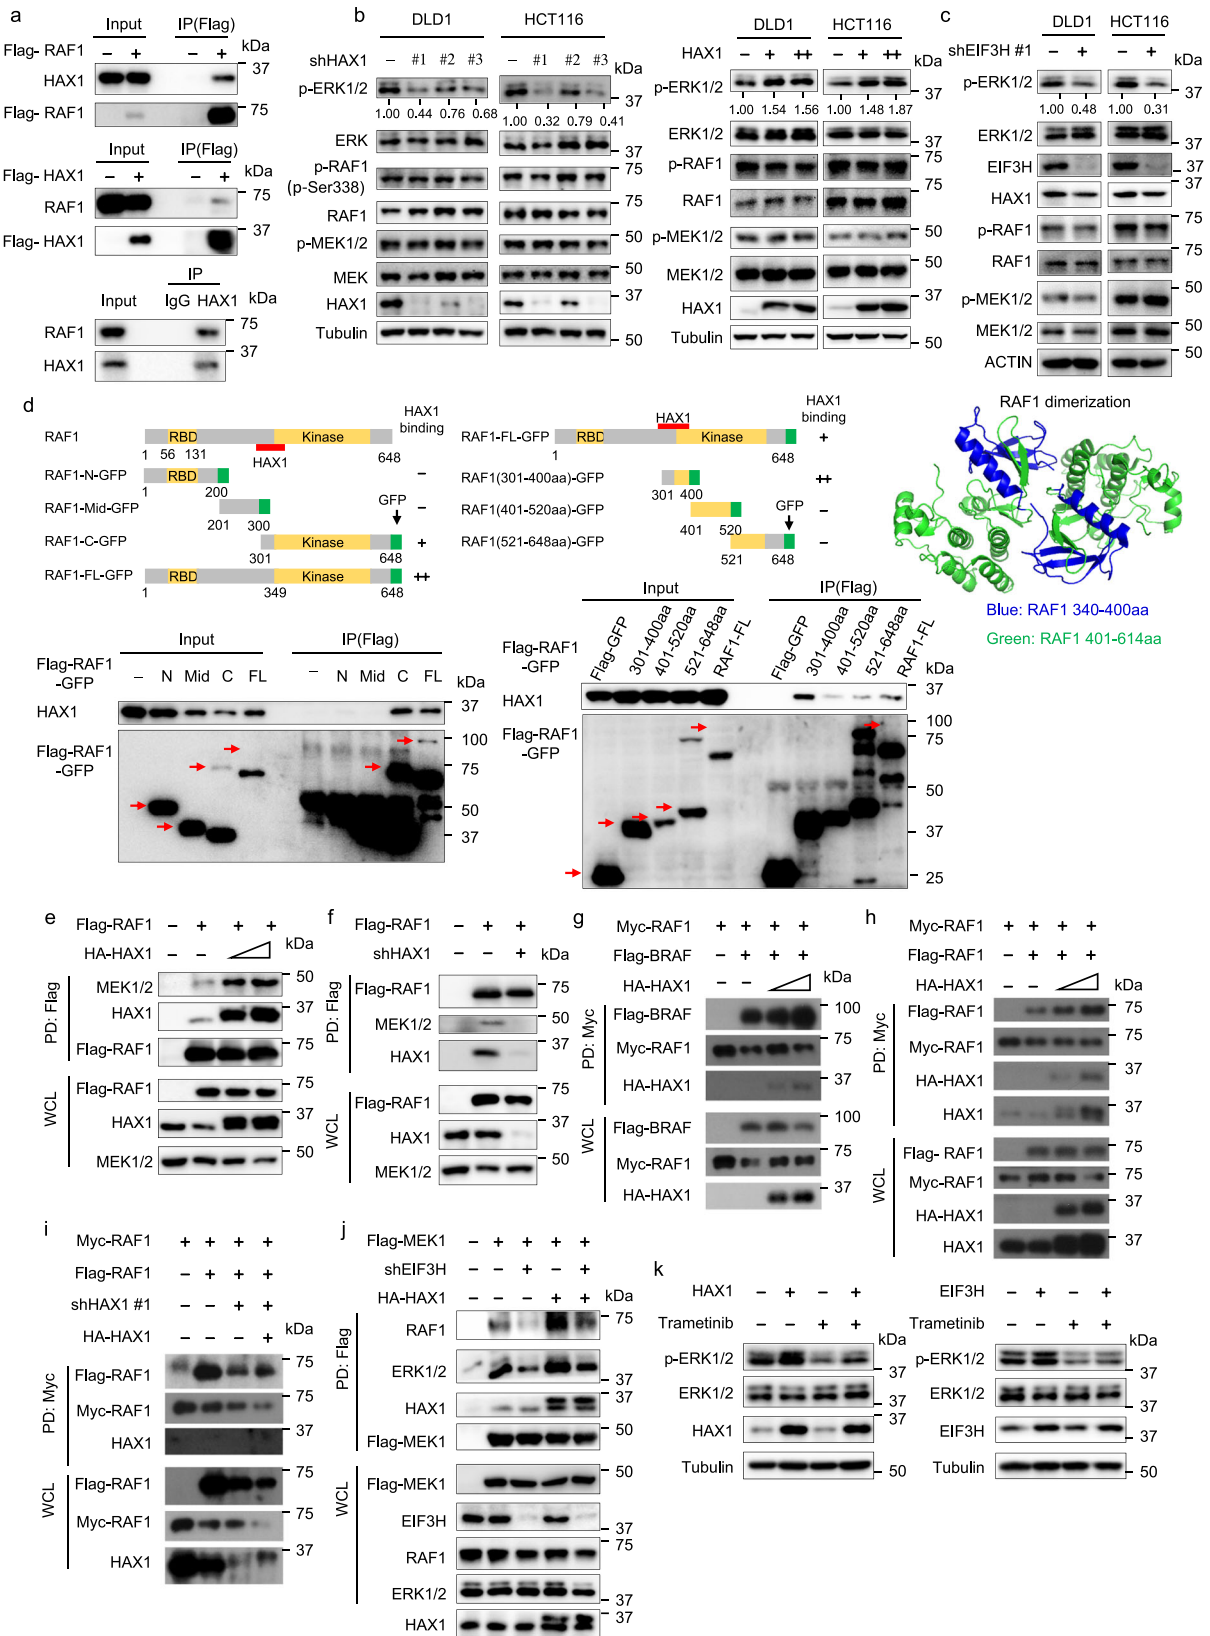 a
Input IP(Flag)
Flag- RAF1 – + – + kDa
HAX1 37
Flag- RAF1 75
Input IP(Flag)
Flag- HAX1 – + – + kDa
RAF1 75
Flag- HAX1 37
IP
Input IgG HAX1 kDa
RAF1 75
HAX1 37
b
DLD1 HCT116
shHAX1 – #1 #2 #3 – #1 #2 #3 kDa
p-ERK1/2 37
1.00 0.44 0.76 0.68 1.00 0.32 0.79 0.41
ERK 37
p-RAF1
(p-Ser338) 75
RAF1 75
p-MEK1/2 50
MEK 50
HAX1 37
Tubulin 50
DLD1 HCT116
HAX1 – + ++ – + ++ kDa
p-ERK1/2 37
1.00 1.54 1.56 1.00 1.48 1.87
ERK1/2 37
p-RAF1 75
RAF1 75
p-MEK1/2 50
MEK1/2 50
HAX1 37
Tubulin 50
c
DLD1 HCT116
shEIF3H #1 – + – + kDa
p-ERK1/2 37
1.00 0.48 1.00 0.31
ERK1/2 37
EIF3H 37
HAX1 37
p-RAF1 75
RAF1 75
p-MEK1/2 50
MEK1/2 50
ACTIN
d
HAX1
binding
RAF1 RBD Kinase
1 56 131 HAX1 648
RAF1-N-GFP RBD –
1 200
RAF1-Mid-GFP –
201 300 GFP
RAF1-C-GFP Kinase +
301 648
RAF1-FL-GFP RBD Kinase ++
1 349 648
HAX1
binding
HAX1
RAF1-FL-GFP RBD Kinase +
1 648
RAF1(301-400aa)-GFP ++
301 400
RAF1(401-520aa)-GFP –
401 520 GFP
RAF1(521-648aa)-GFP –
521 648
RAF1 dimerization
Blue: RAF1 340-400aa
Green: RAF1 401-614aa
Input IP(Flag)
Flag-RAF1
-GFP – N Mid C FL – N Mid C FL kDa
HAX1 37
Flag-RAF1
-GFP
100
75
50
37
Input IP(Flag)
Flag-RAF1
-GFP Flag-GFP 301-400aa 401-520aa 521-648aa RAF1-FL Flag-GFP 301-400aa 401-520aa 521-648aa RAF1-FL kDa
HAX1 37
Flag-RAF1
-GFP
100
75
50
37
25
e
Flag-RAF1 – + + +
HA-HAX1 – – kDa
PD: Flag
MEK1/2 50
HAX1 37
Flag-RAF1 75
WCL
Flag-RAF1 75
HAX1 37
MEK1/2 50
f
Flag-RAF1 – + +
shHAX1 – – + kDa
PD: Flag
Flag-RAF1 75
MEK1/2 50
HAX1 37
WCL
Flag-RAF1 75
HAX1 37
MEK1/2 50
g
Myc-RAF1 + + + +
Flag-BRAF – + + +
HA-HAX1 – – kDa
PD: Myc
Flag-BRAF 100
Myc-RAF1 75
HA-HAX1 37
WCL
Flag-BRAF 100
Myc-RAF1 75
HA-HAX1 37
h
Myc-RAF1 + + + +
Flag-RAF1 – + + +
HA-HAX1 – – kDa
PD: Myc
Flag-RAF1 75
Myc-RAF1 75
HA-HAX1 37
HAX1 37
WCL
Flag- RAF1 75
Myc-RAF1 75
HA-HAX1 37
HAX1 37
i
Myc-RAF1 + + + +
Flag-RAF1 – + + +
shHAX1 #1 – – + +
HA-HAX1 – – – + kDa
PD: Myc
Flag-RAF1 75
Myc-RAF1 75
HAX1 37
WCL
Flag-RAF1 75
Myc-RAF1 75
HAX1 37
j
Flag-MEK1 – + + + +
shEIF3H – – + – +
HA-HAX1 – – – + + kDa
PD: Flag
RAF1 75
ERK1/2 37
HAX1 37
Flag-MEK1 50
WCL
Flag-MEK1 50
EIF3H 37
RAF1 75
ERK1/2 37
HAX1 37
k
HAX1 – + – +
Trametinib – – + + kDa
p-ERK1/2 37
ERK1/2 37
HAX1 37
Tubulin 50
EIF3H – + – +
Trametinib – – + + kDa
p-ERK1/2 37
ERK1/2 37
EIF3H 37
Tubulin 50